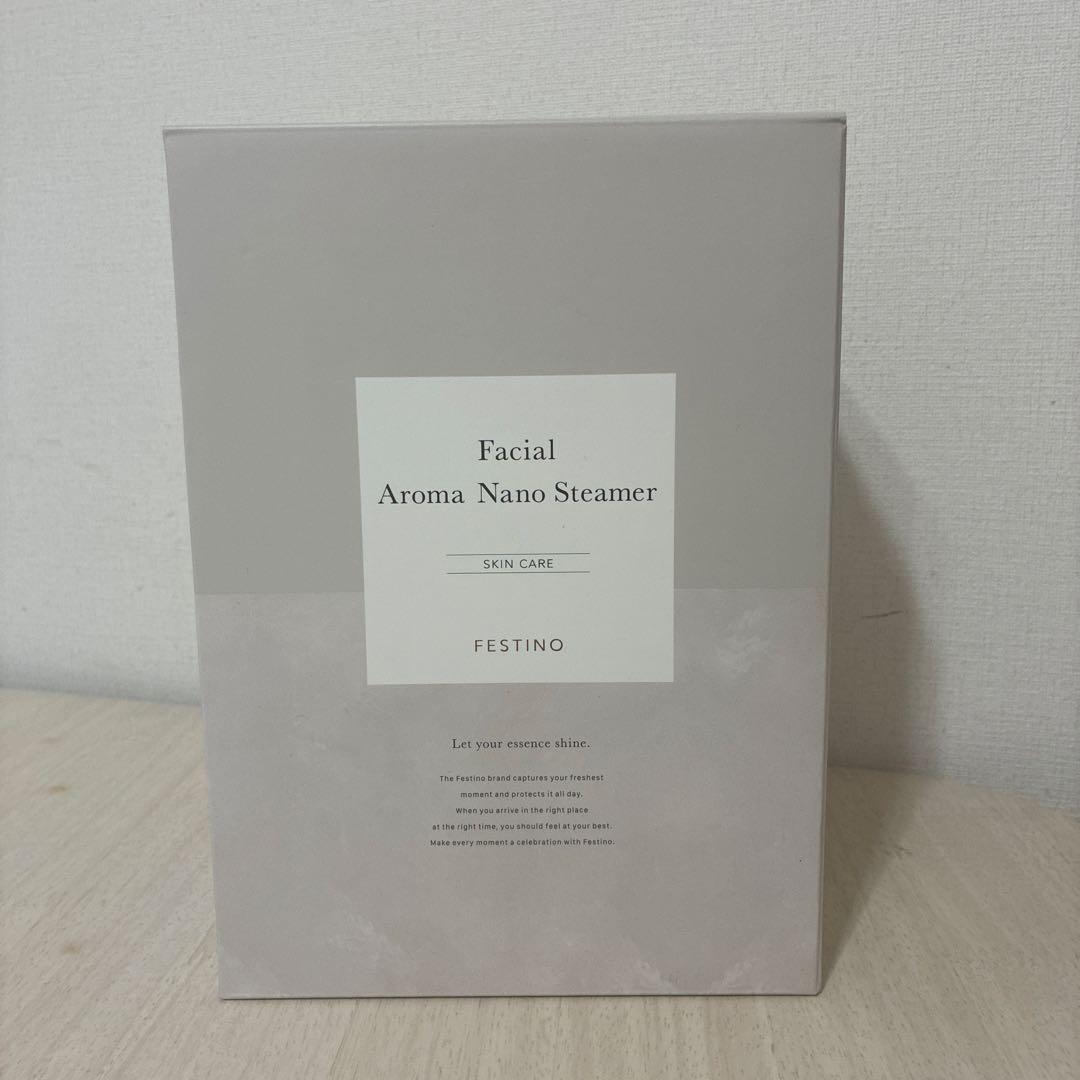 Facial
Aroma Nano Steamer
SKIN CARE
FESTINO
Let your essence shine.
The Festino brand captures your freshest
moment and protects it all day.
When you arrive in the right place
at the right time, you should feel at your best.
Make every moment a celebration with Festino.